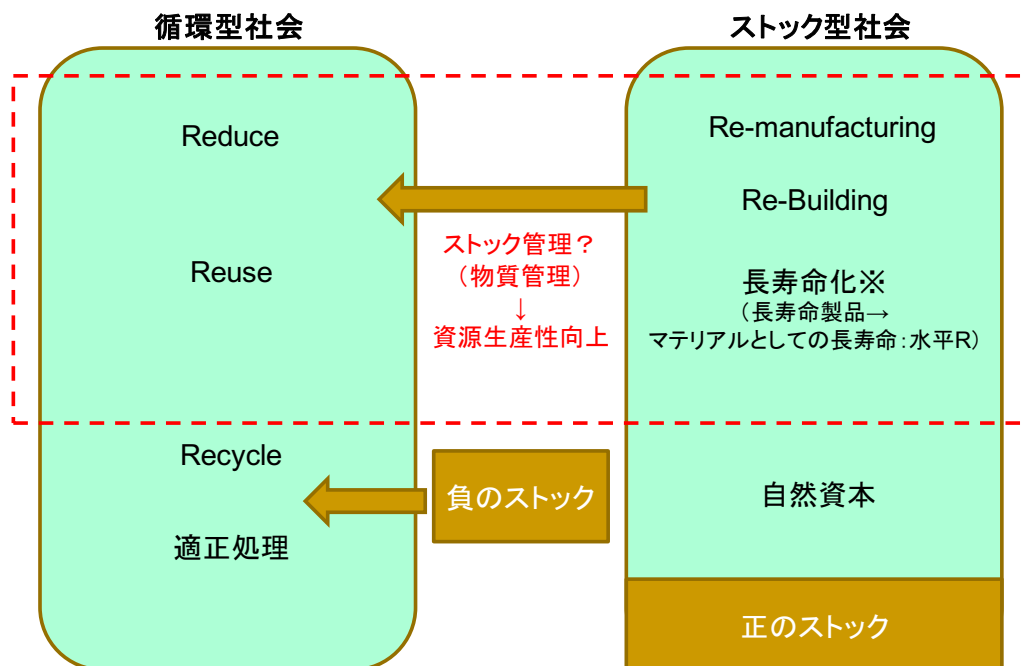 循環型社会
ストック型社会
Reduce
Re-manufacturing
Re-Building
Reuse
ストック管理？
（物質管理）
↓
資源生産性向上
長寿命化※
（長寿命製品→
マテリアルとしての長寿命：水平R）
Recycle
負のストック
自然資本
適正処理
正のストック